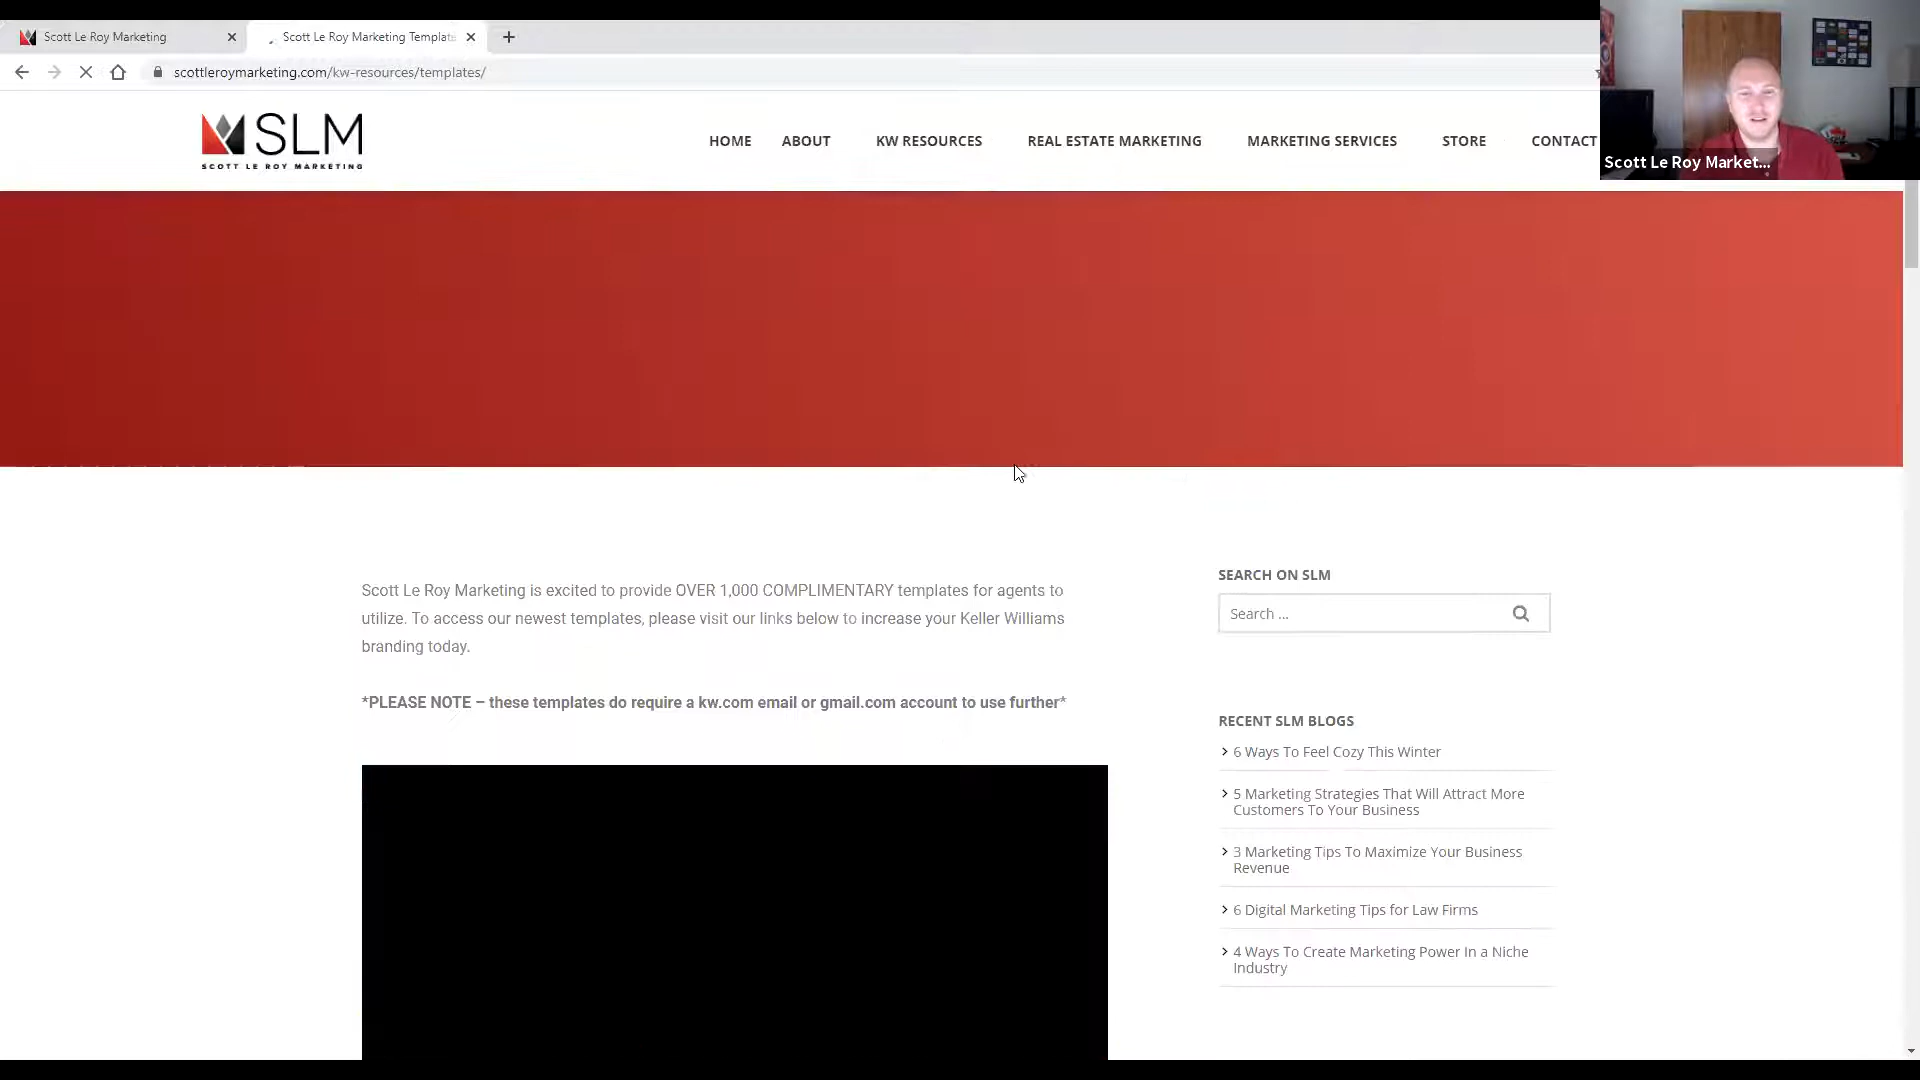 Scott Le Roy Marketing
Scott Le Roy Marketing Templat
scottleroymarketing.com/kw-resources/templates/
SLM
SCOTT LE ROY MARKETING
HOME ABOUT KW RESOURCES REAL ESTATE MARKETING MARKETING SERVICES STORE CONTACT
Scott Le Roy Market...
Scott Le Roy Marketing is excited to provide OVER 1,000 COMPLIMENTARY templates for agents to
utilize. To access our newest templates, please visit our links below to increase your Keller Williams
branding today.
*PLEASE NOTE – these templates do require a kw.com email or gmail.com account to use further*
SEARCH ON SLM
Search ...
RECENT SLM BLOGS
6 Ways To Feel Cozy This Winter
5 Marketing Strategies That Will Attract More
Customers To Your Business
3 Marketing Tips To Maximize Your Business
Revenue
6 Digital Marketing Tips for Law Firms
4 Ways To Create Marketing Power In a Niche
Industry